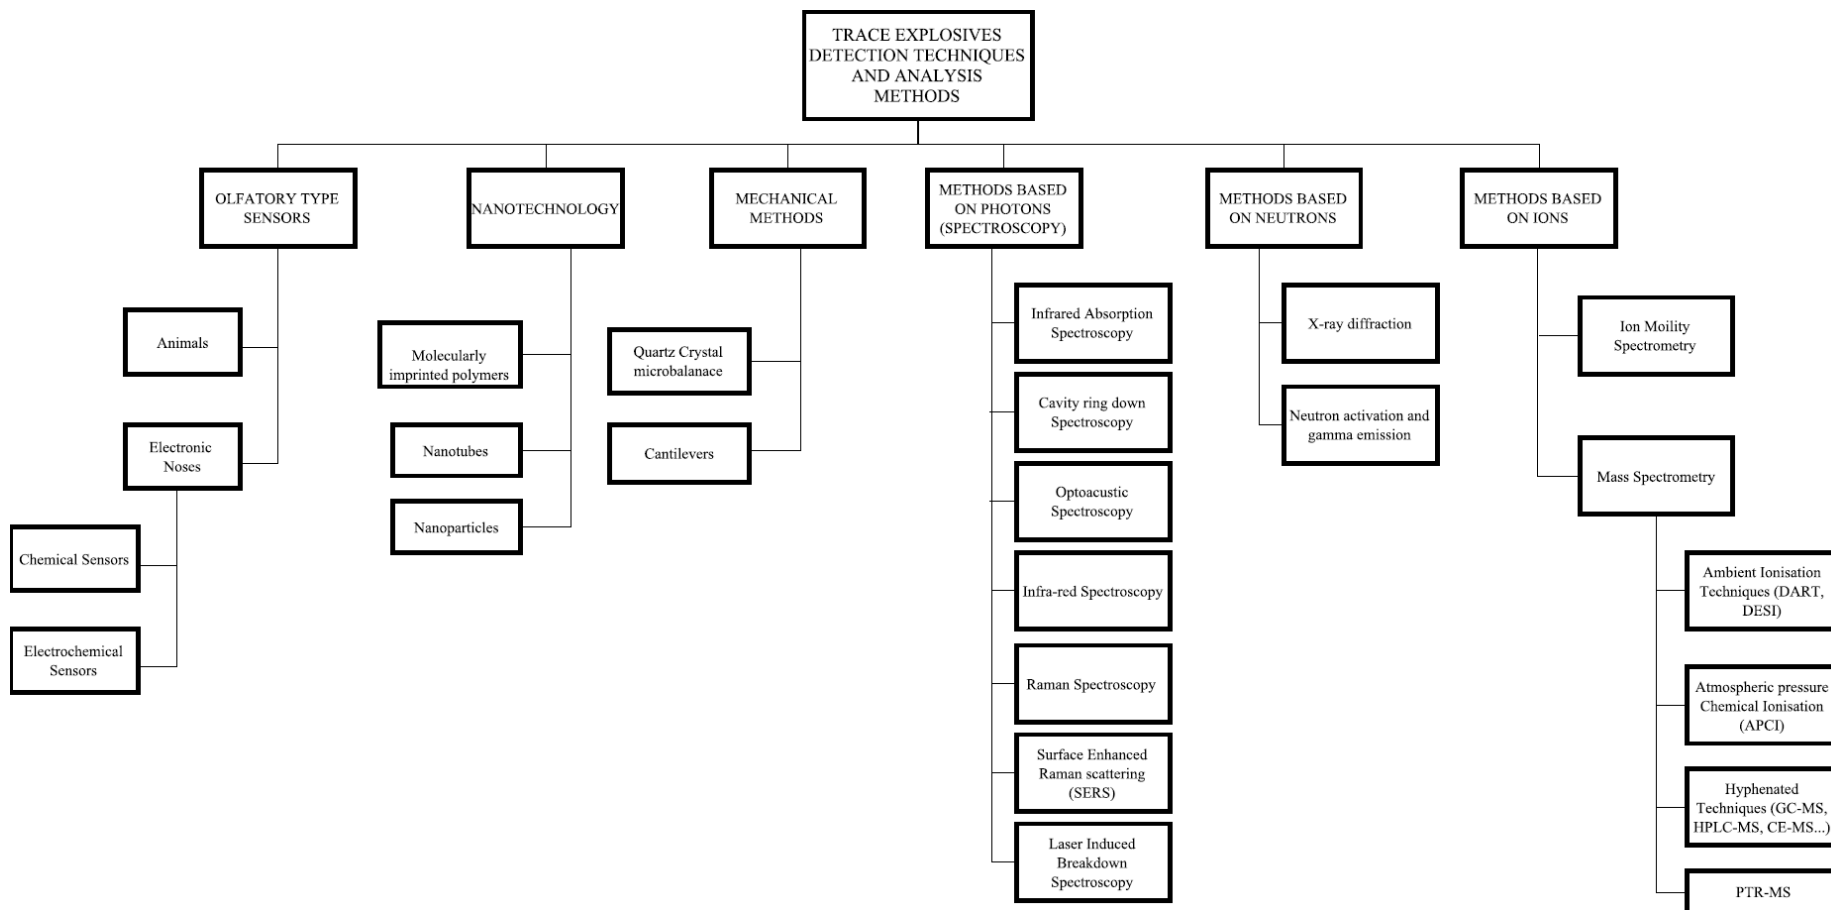 TRACE EXPLOSIVES
DETECTION TECHNIQUES
AND ANALYSIS
METHODS
OLFATORY TYPE
SENSORS
NANOTECHNOLOGY
MECHANICAL
METHODS
METHODS BASED
ON PHOTONS
(SPECTROSCOPY)
METHODS BASED
ON NEUTRONS
METHODS BASED
ON IONS
Animals
Electronic
Noses
Chemical Sensors
Electrochemical
Sensors
Molecularly
imprinted polymers
Nanotubes
Nanoparticles
Quartz Crystal
microbalanace
Cantilevers
Infrared Absorption
Spectroscopy
Cavity ring down
Spectroscopy
Optoacustic
Spectroscopy
Infra-red Spectroscopy
Raman Spectroscopy
Surface Enhanced
Raman scattering
(SERS)
Laser Induced
Breakdown
Spectroscopy
X-ray diffraction
Neutron activation and
gamma emission
Ion Moility
Spectrometry
Mass Spectrometry
Ambient Ionisation
Techniques (DART,
DESI)
Atmospheric pressure
Chemical Ionisation
(APCI)
Hyphenated
Techniques (GC-MS,
HPLC-MS, CE-MS...)
PTR-MS